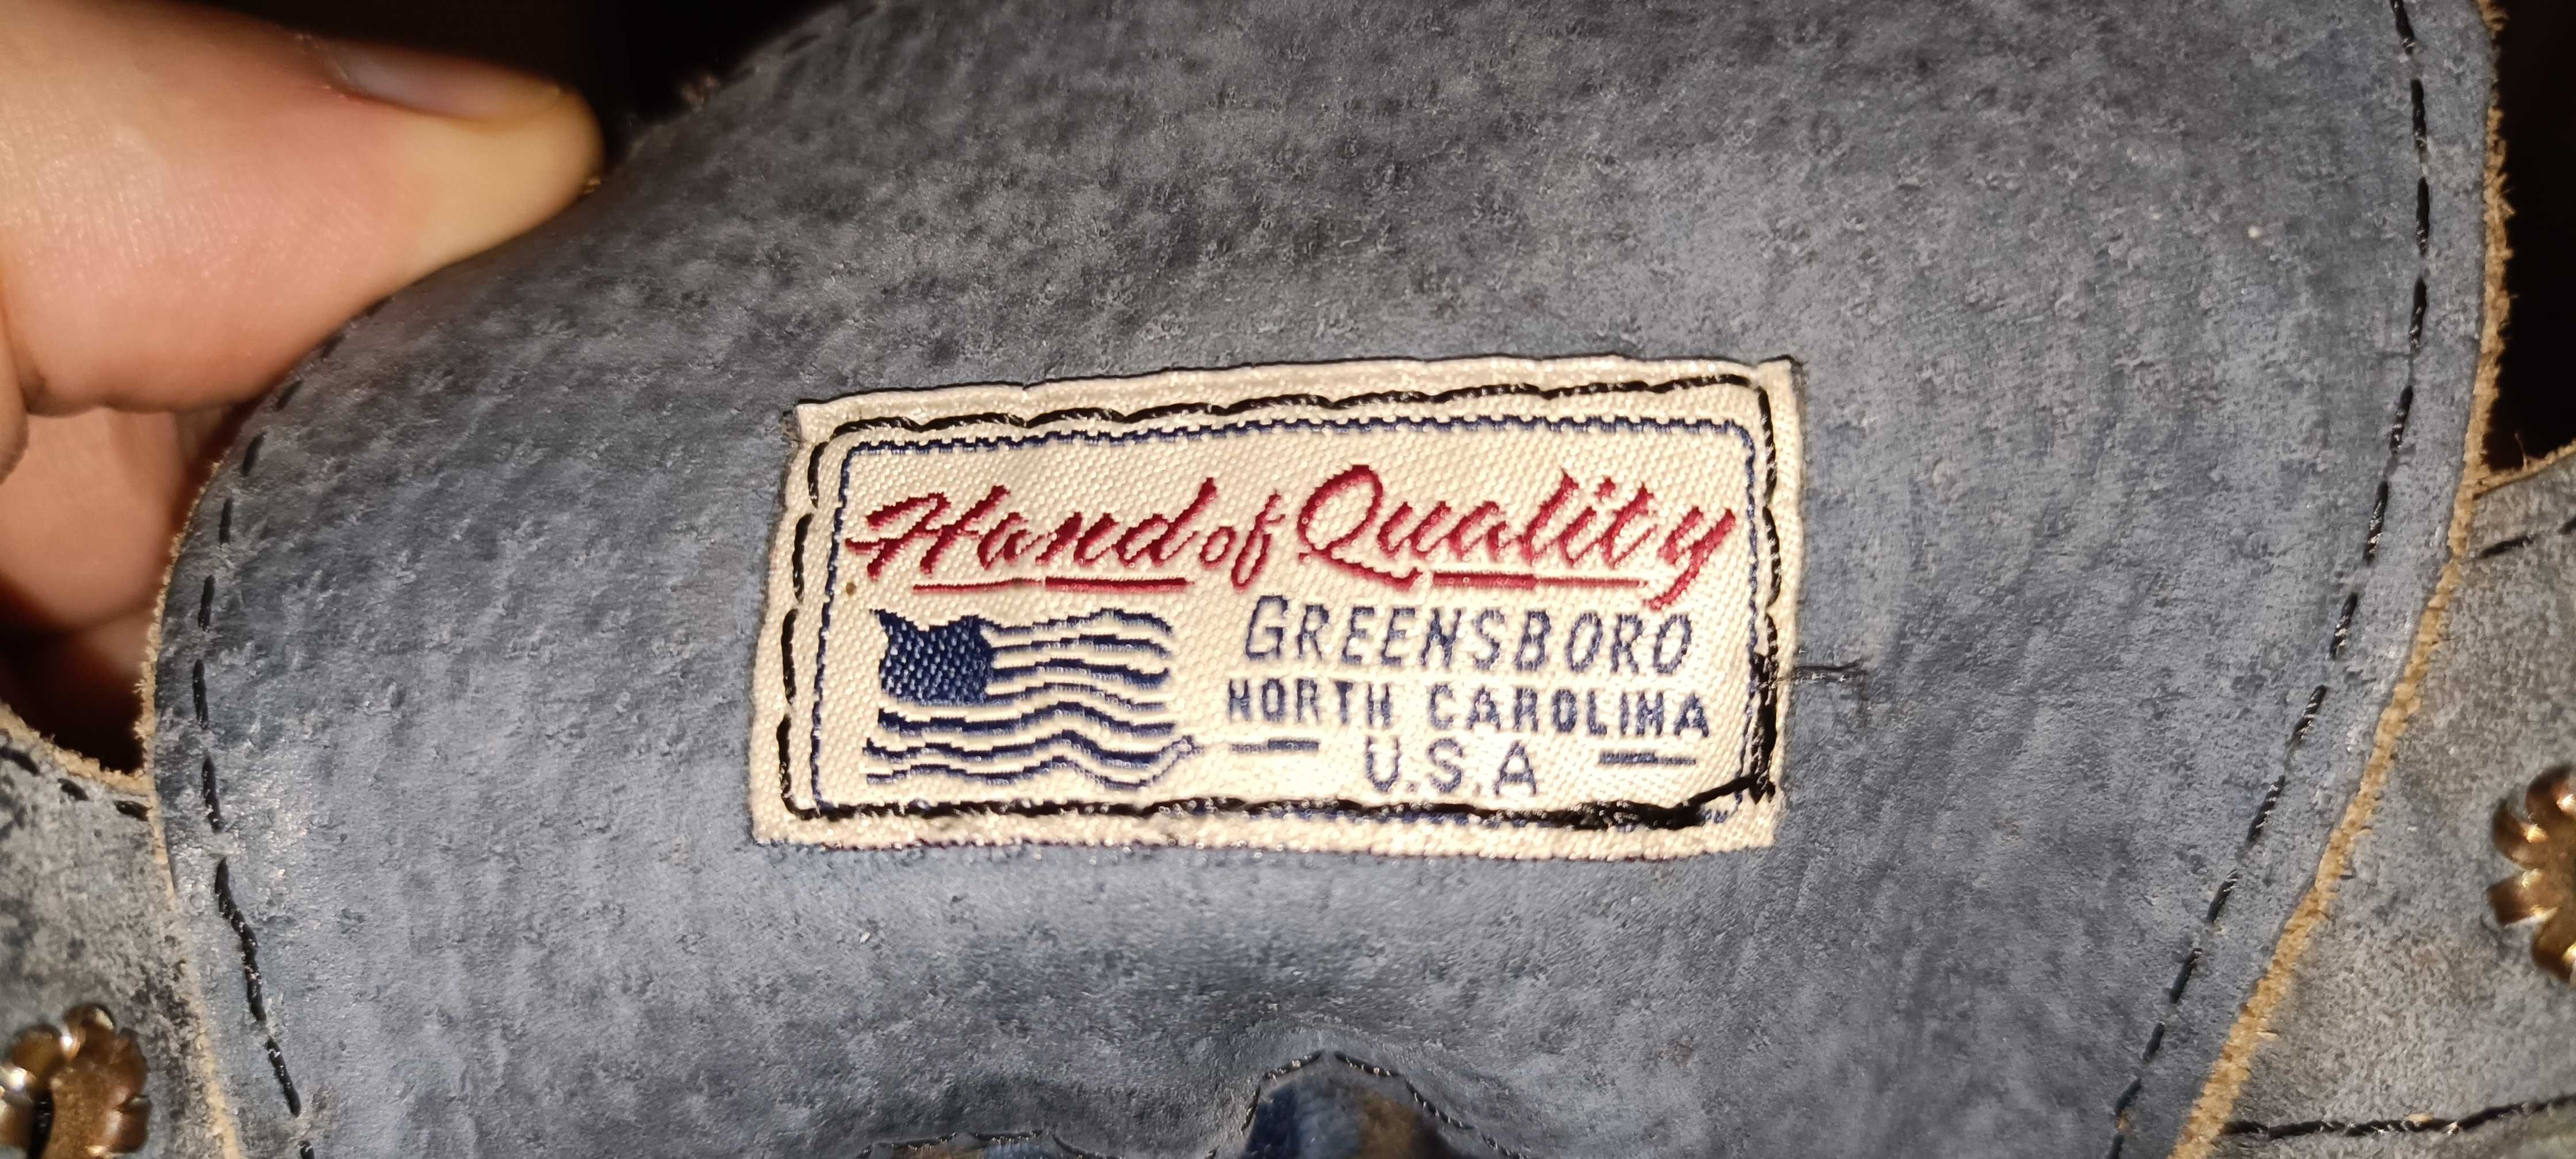 Hand of Quality
GREENSBORO
NORTH CAROLINA
U.S.A